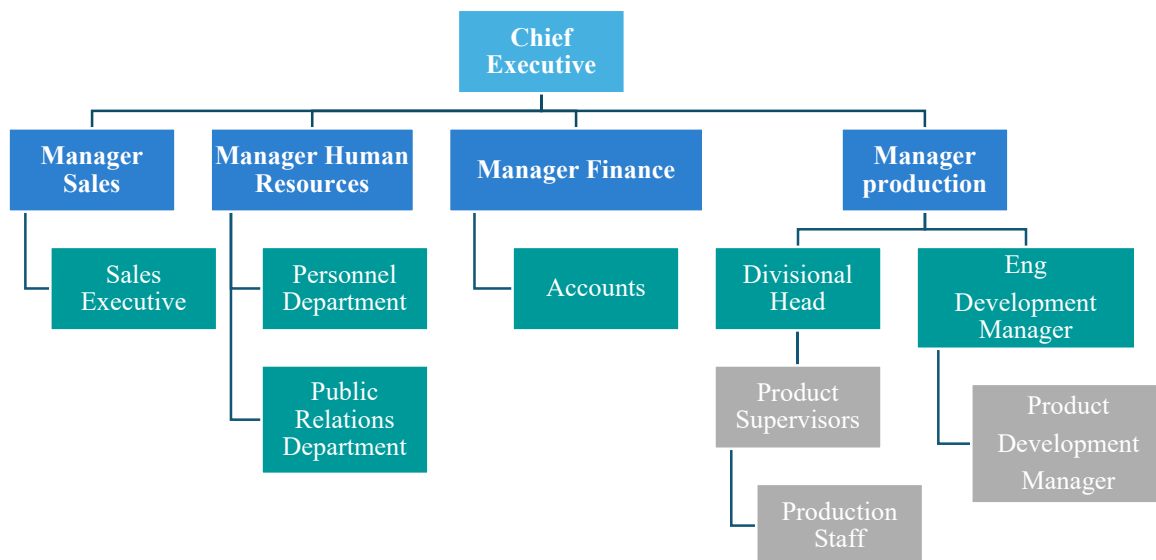 Chief
Executive
Manager
Sales
Manager Human
Resources
Manager Finance
Manager
production
Sales
Executive
Personnel
Department
Accounts
Divisional
Head
Eng
Development
Manager
Public
Relations
Department
Product
Supervisors
Product
Development
Manager
Production
Staff